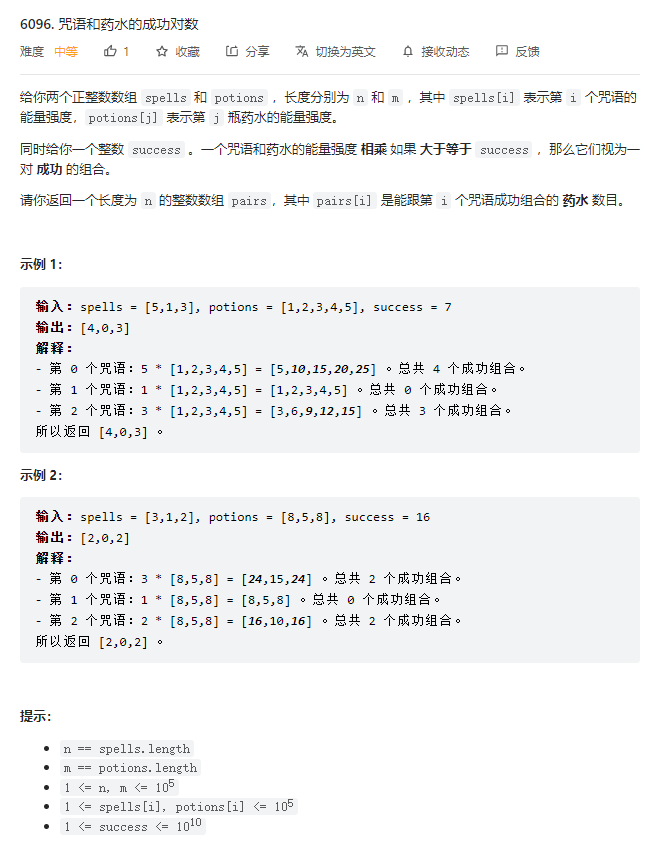 6096. 咒语和药水的成功对数
难度 中等 1 收藏 分享 切换为英文 接收动态 反馈
给你两个正整数数组 spells 和 potions ，长度分别为 n 和 m ，其中 spells[i] 表示第 i 个咒语的
能量强度，potions[j] 表示第 j 瓶药水的能量强度。
同时给你一个整数 success 。一个咒语和药水的能量强度 相乘 如果 大于等于 success ，那么它们视为一
对 成功 的组合。
请你返回一个长度为 n 的整数数组 pairs，其中 pairs[i] 是能跟第 i 个咒语成功组合的 药水 数目。
示例 1：
输入：spells = [5,1,3], potions = [1,2,3,4,5], success = 7
输出：[4,0,3]
解释：
- 第 0 个咒语：5 * [1,2,3,4,5] = [5,10,15,20,25] 。总共 4 个成功组合。
- 第 1 个咒语：1 * [1,2,3,4,5] = [1,2,3,4,5] 。总共 0 个成功组合。
- 第 2 个咒语：3 * [1,2,3,4,5] = [3,6,9,12,15] 。总共 3 个成功组合。
所以返回 [4,0,3] 。
示例 2：
输入：spells = [3,1,2], potions = [8,5,8], success = 16
输出：[2,0,2]
解释：
- 第 0 个咒语：3 * [8,5,8] = [24,15,24] 。总共 2 个成功组合。
- 第 1 个咒语：1 * [8,5,8] = [8,5,8] 。总共 0 个成功组合。
- 第 2 个咒语：2 * [8,5,8] = [16,10,16] 。总共 2 个成功组合。
所以返回 [2,0,2] 。
提示：
n == spells.length
m == potions.length
1 <= n, m <= 10⁵
1 <= spells[i], potions[i] <= 10⁵
1 <= success <= 10¹⁰